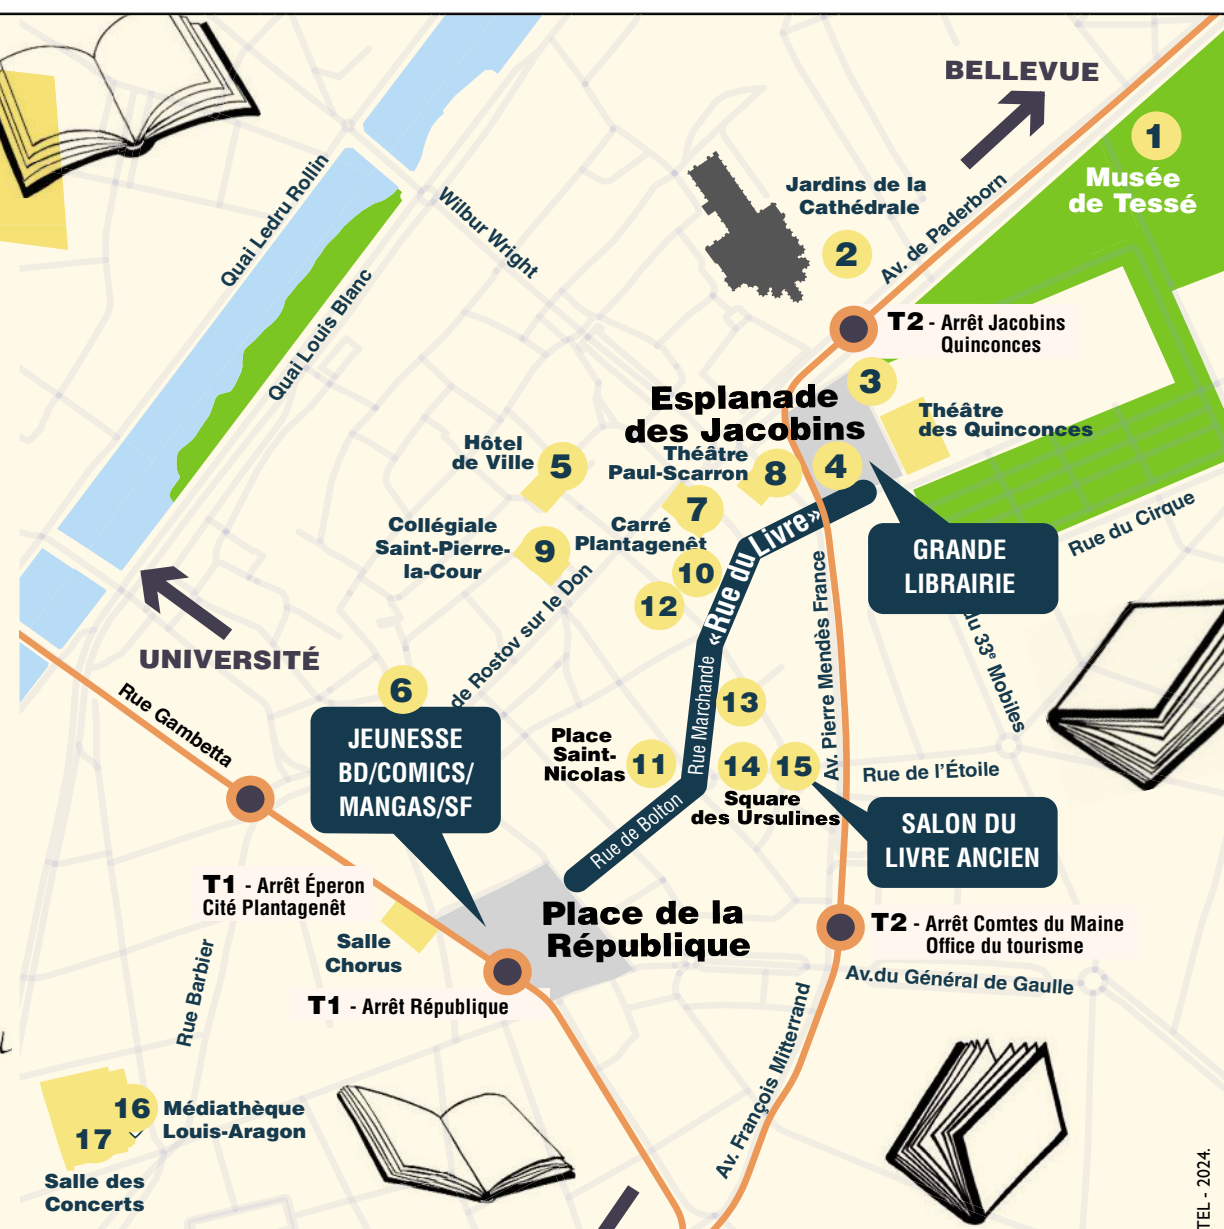 BELLEVUE
1
Musée
de Tessé
Jardins de la
Cathédrale
2
Av. de Paderborn
Quai Ledru Rollin
Wilbur Wright
Quai Louis Blanc
T2 - Arrêt Jacobins
Quinconces
3
Esplanade
des Jacobins
Théâtre
des Quinconces
Hôtel
de Ville
5
Théâtre
Paul-Scarron
8
4
7
Carré
Plantagenêt
Collégiale
Saint-Pierre-
la-Cour
9
10
12
«Rue du Livre»
Rue du Cirque
GRANDE
LIBRAIRIE
de Rostov sur le Don
UNIVERSITÉ
Av. Pierre Mendès France
du 33e Mobiles
6
JEUNESSE
BD/COMICS/
MANGAS/SF
Rue Gambetta
Rue Marchande
13
Place
Saint-
Nicolas
11
14
15
Square
des Ursulines
Rue de l'Étoile
Rue de Bolton
SALON DU
LIVRE ANCIEN
T1 - Arrêt Éperon
Cité Plantagenêt
Place de la
République
T2 - Arrêt Comtes du Maine
Office du tourisme
Salle
Chorus
Rue Barbier
T1 - Arrêt République
Av.du Général de Gaulle
Av. François Mitterrand
16
Médiathèque
Louis-Aragon
17
Salle des
Concerts
TEL - 2024.